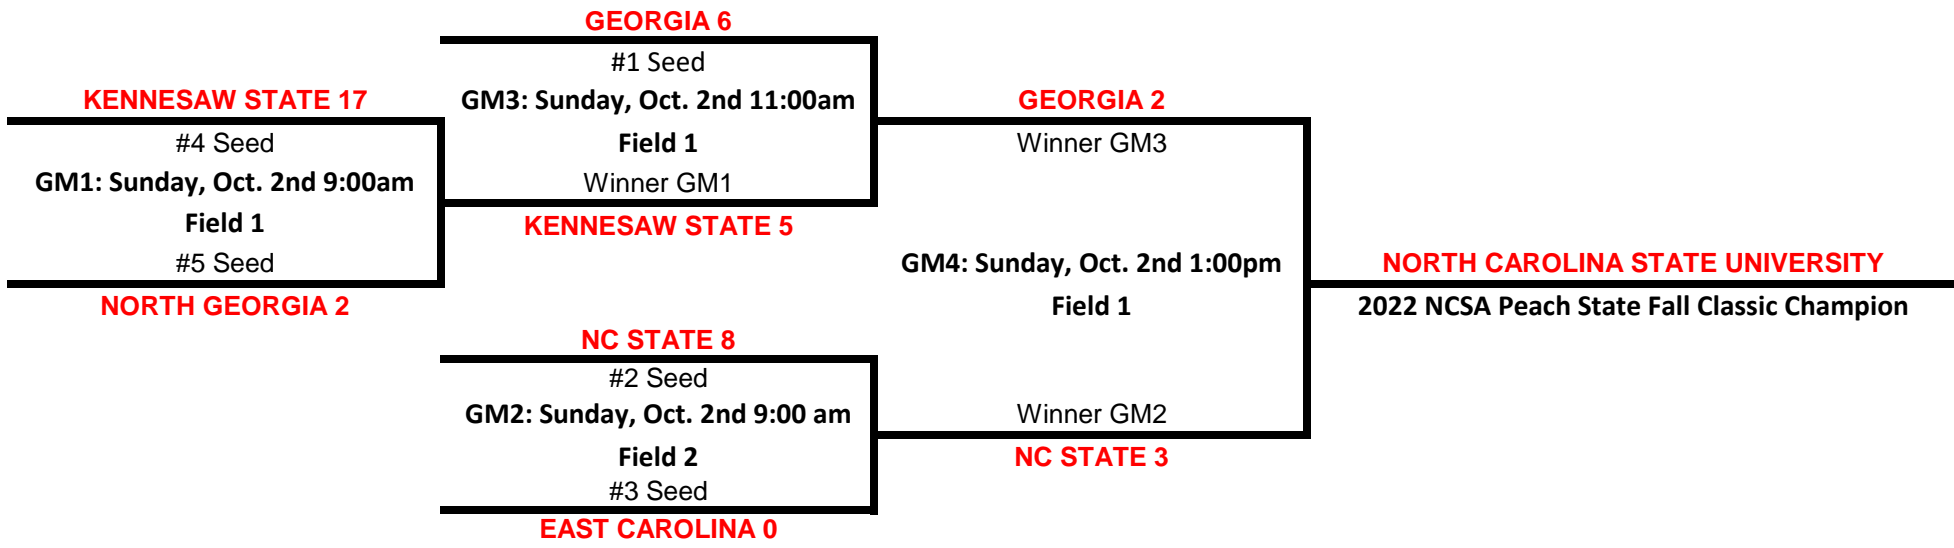 GEORGIA 6
#1 Seed
KENNESAW STATE 17
GM3: Sunday, Oct. 2nd 11:00am
GEORGIA 2
#4 Seed
Field 1
Winner GM3
GM1: Sunday, Oct. 2nd 9:00am
Winner GM1
Field 1
KENNESAW STATE 5
#5 Seed
GM4: Sunday, Oct. 2nd 1:00pm
NORTH CAROLINA STATE UNIVERSITY
NORTH GEORGIA 2
Field 1
2022 NCSA Peach State Fall Classic Champion
NC STATE 8
#2 Seed
GM2: Sunday, Oct. 2nd 9:00 am
Winner GM2
Field 2
NC STATE 3
#3 Seed
EAST CAROLINA 0